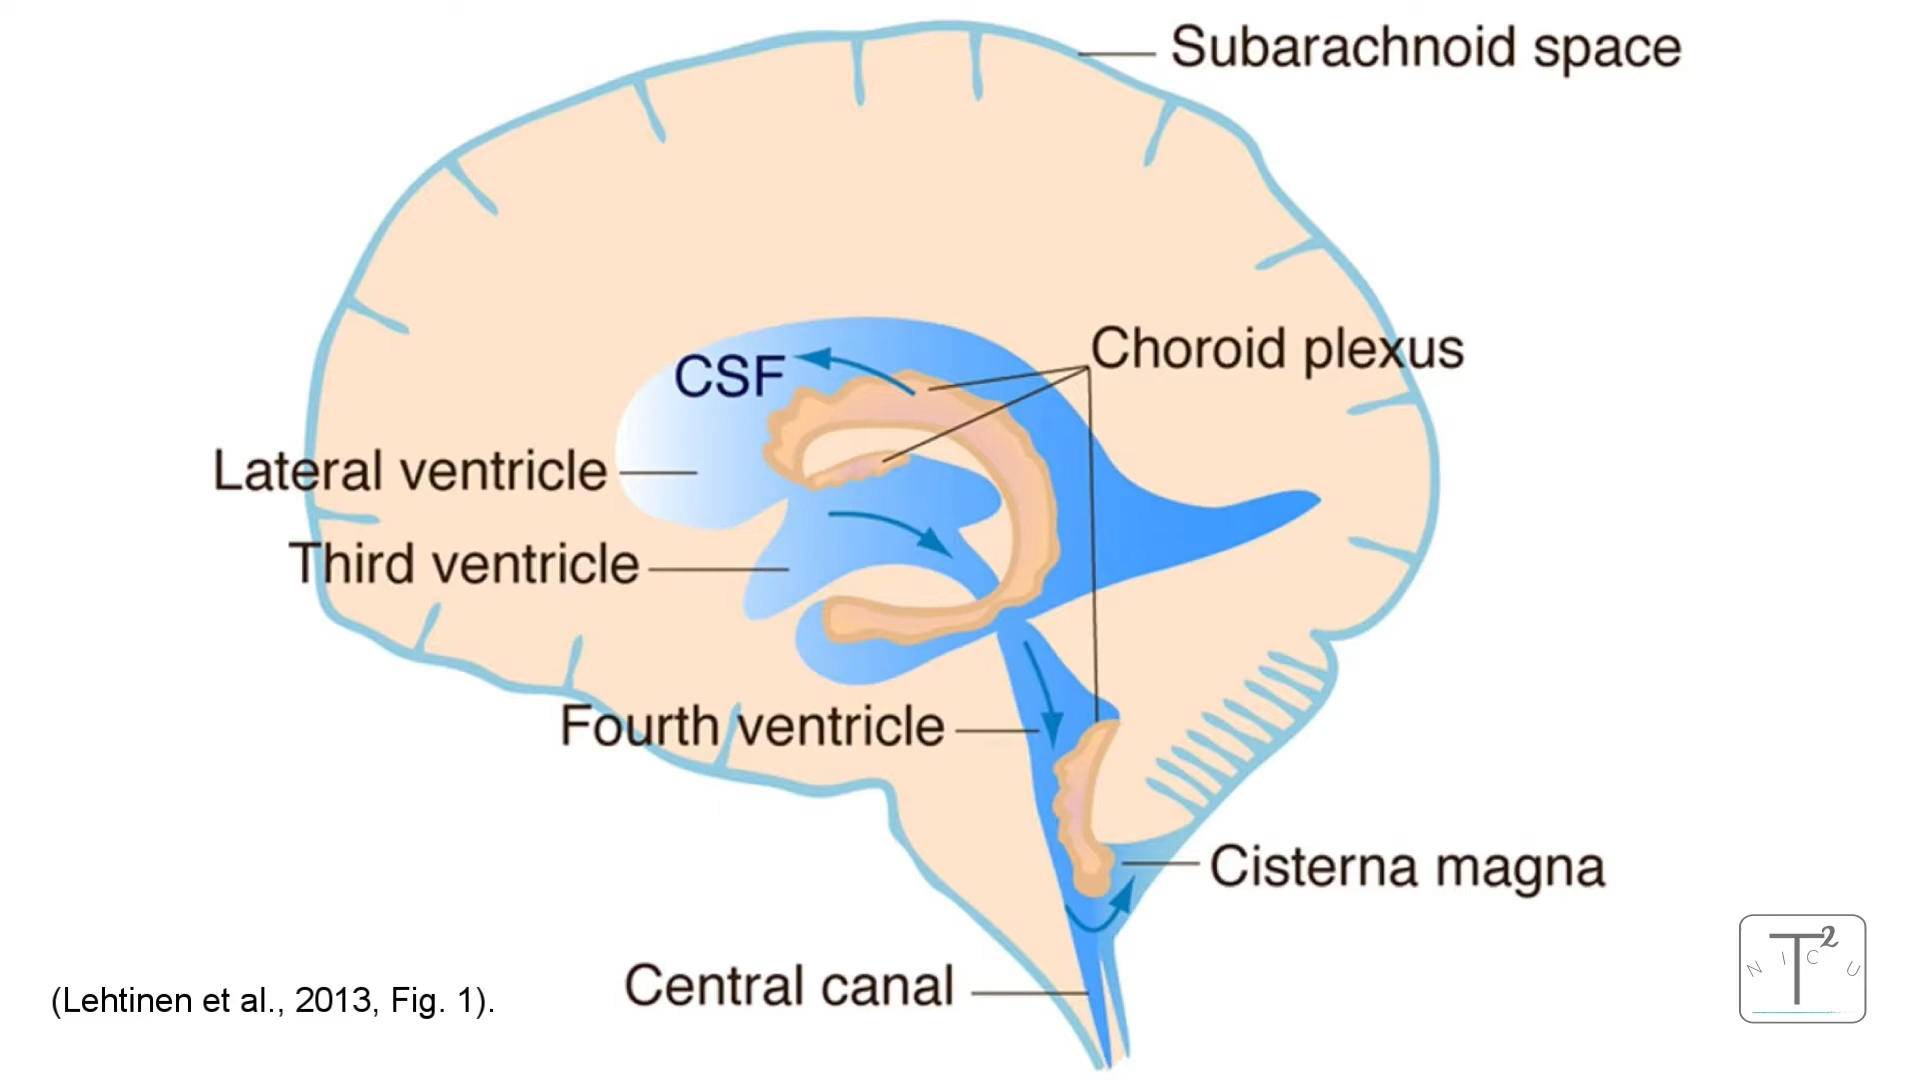 Subarachnoid space
Choroid plexus
CSF
Lateral ventricle
Third ventricle
Fourth ventricle
Cisterna magna
Central canal
(Lehtinen et al., 2013, Fig. 1).
T2
N I C U